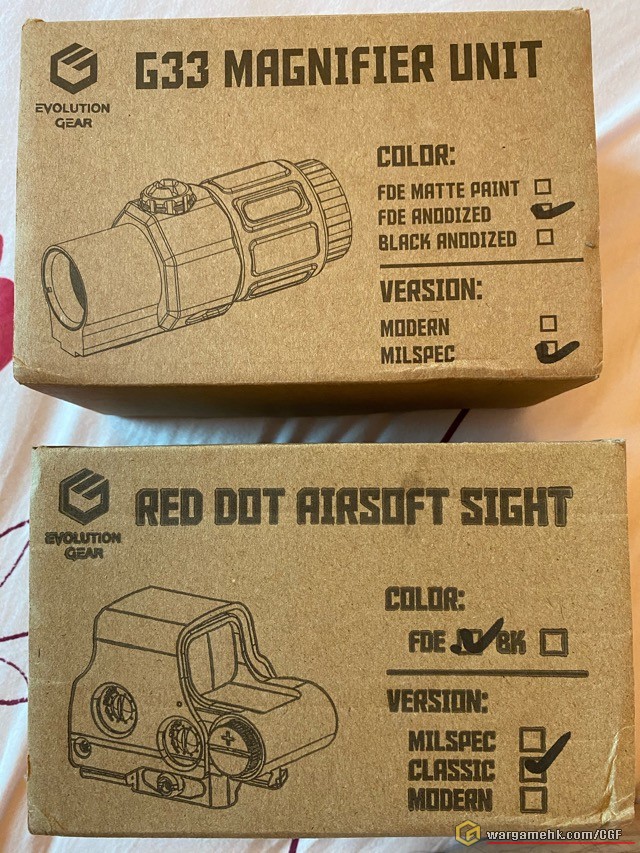 G33 MAGNIFIER UNIT
EVOLUTION
GEAR
COLOR:
FDE MATTE PAINT
FDE ANODIZED
BLACK ANODIZED
VERSION:
MODERN
MILSPEC
RED DOT AIRSOFT SIGHT
EVOLUTION
GEAR
COLOR:
FDE BK
VERSION:
MILSPEC
CLASSIC
MODERN
wargamehk.com/CGF